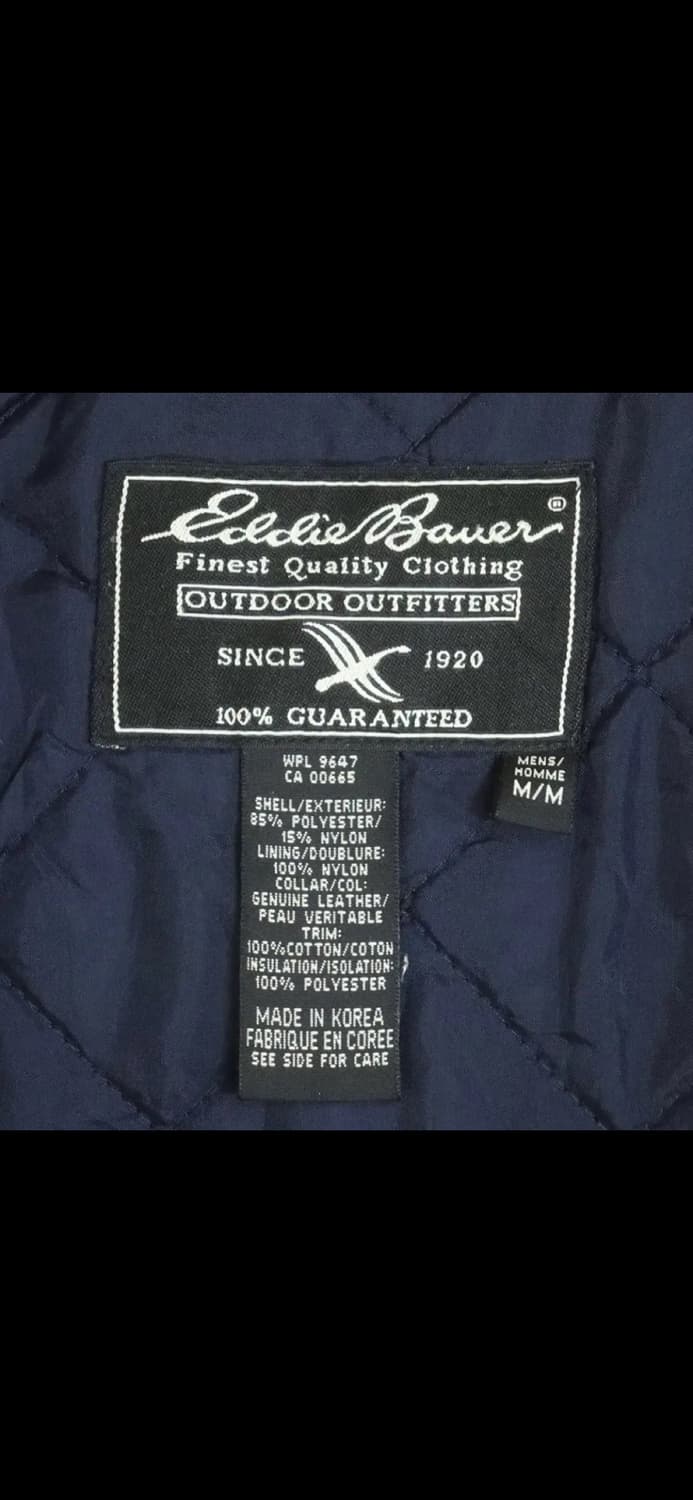 Eddie Bauer ®
Finest Quality Clothing
OUTDOOR OUTFITTERS
SINCE 1920
100% GUARANTEED
WPL 9647
CA 00665
SHELL/EXTERIEUR:
85% POLYESTER/
15% NYLON
LINING/DOUBLURE:
100% NYLON
COLLAR/COL:
GENUINE LEATHER/
PEAU VERITABLE
TRIM:
100%COTTON/COTON
INSULATION/ISOLATION:
100% POLYESTER
MADE IN KOREA
FABRIQUE EN COREE
SEE SIDE FOR CARE
MENS/
HOMME
M/M